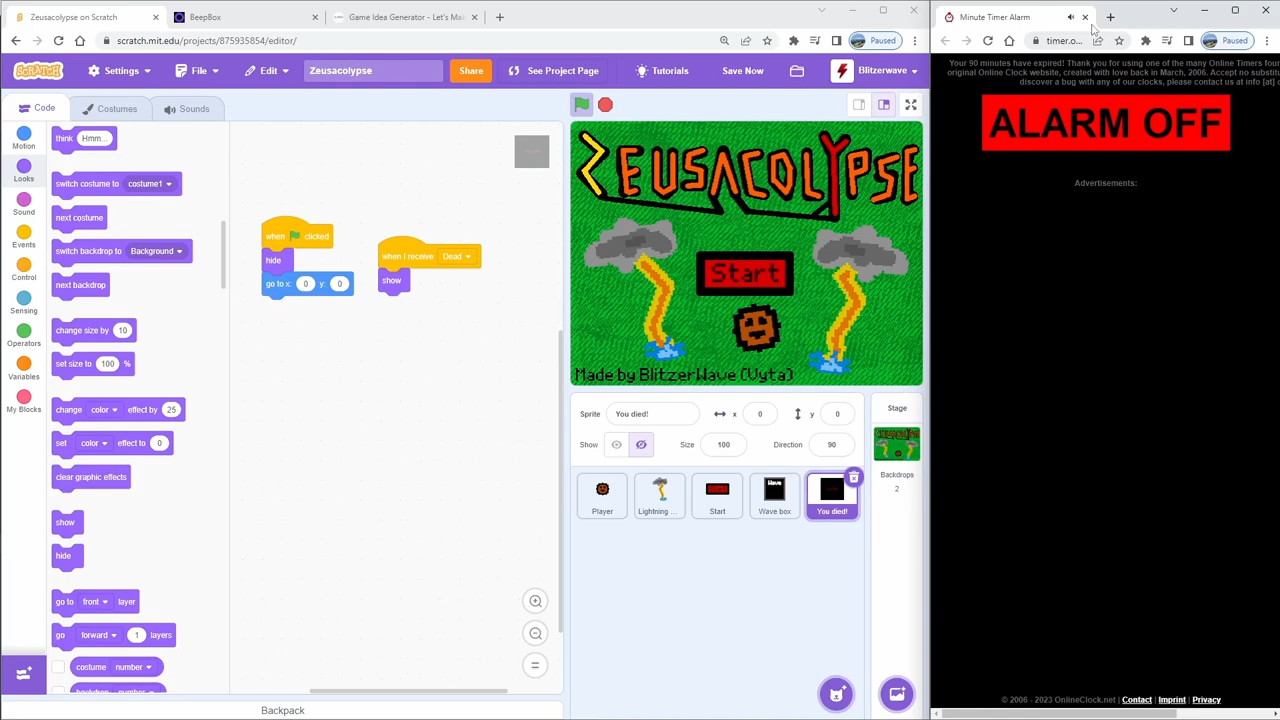 Zeusacolypse on Scratch
BeepBox
Game Idea Generator - Let's Ma
scratch.mit.edu/projects/875935854/editor/
Paused
SCRATCH
Settings
File
Zeusacolypse
Share
See Project Page
Tutorials
Save Now
Blitzerwave
Code
Costumes
Sounds
Motion
Looks
Sound
Events
Control
Sensing
Operators
Variables
My Blocks
think Hmm...
switch costume to costume1
next costume
switch backdrop to Background
next backdrop
change size by 10
set size to 100 %
change color effect by 25
set color effect to 0
clear graphic effects
show
hide
go to front layer
go forward 1 layers
costume number
backdrop number
when clicked
hide
go to x: 0 y: 0
when I receive Dead
show
ZEUSACOLYPSE
Start
Made by BlitzerWave (Vyta)
Sprite You died! x 0 y 0
Show Size 100 Direction 90
Player
Lightning ...
Start
Wave
Wave box
You died!
Stage
Backdrops
2
Backpack
Minute Timer Alarm
timer.o...
Paused
Your 90 minutes have expired! Thank you for using one of the many Online Timers four
original Online Clock website, created with love back in March, 2006. Accept no substitu
discover a bug with any of our clocks, please contact us at info [at] o
ALARM OFF
Advertisements:
© 2006 - 2023 OnlineClock.net | Contact | Imprint | Privacy